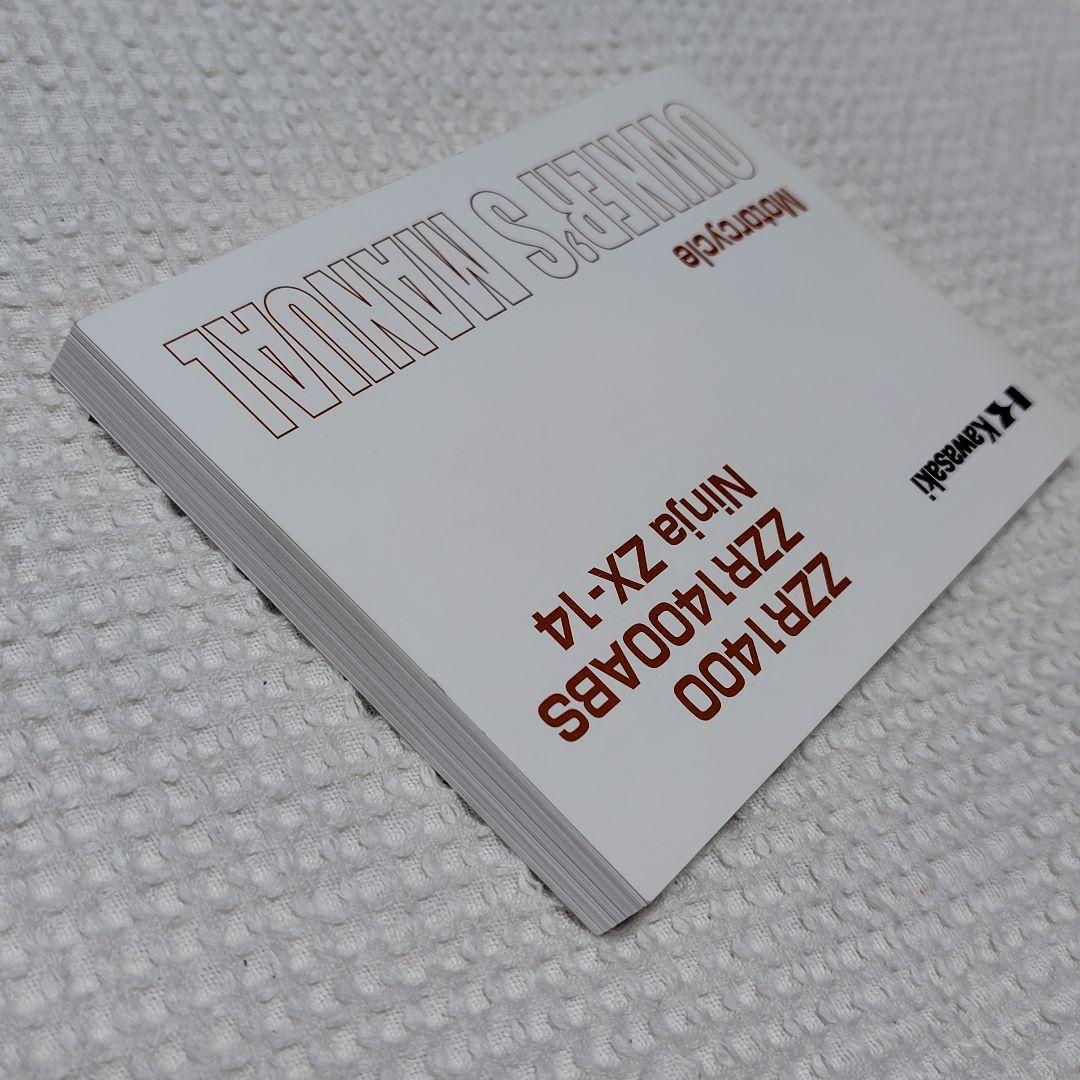 Kawasaki
ZZR1400
ZZR1400ABS
Ninja ZX-14
Motorcycle
OWNER'S MANUAL